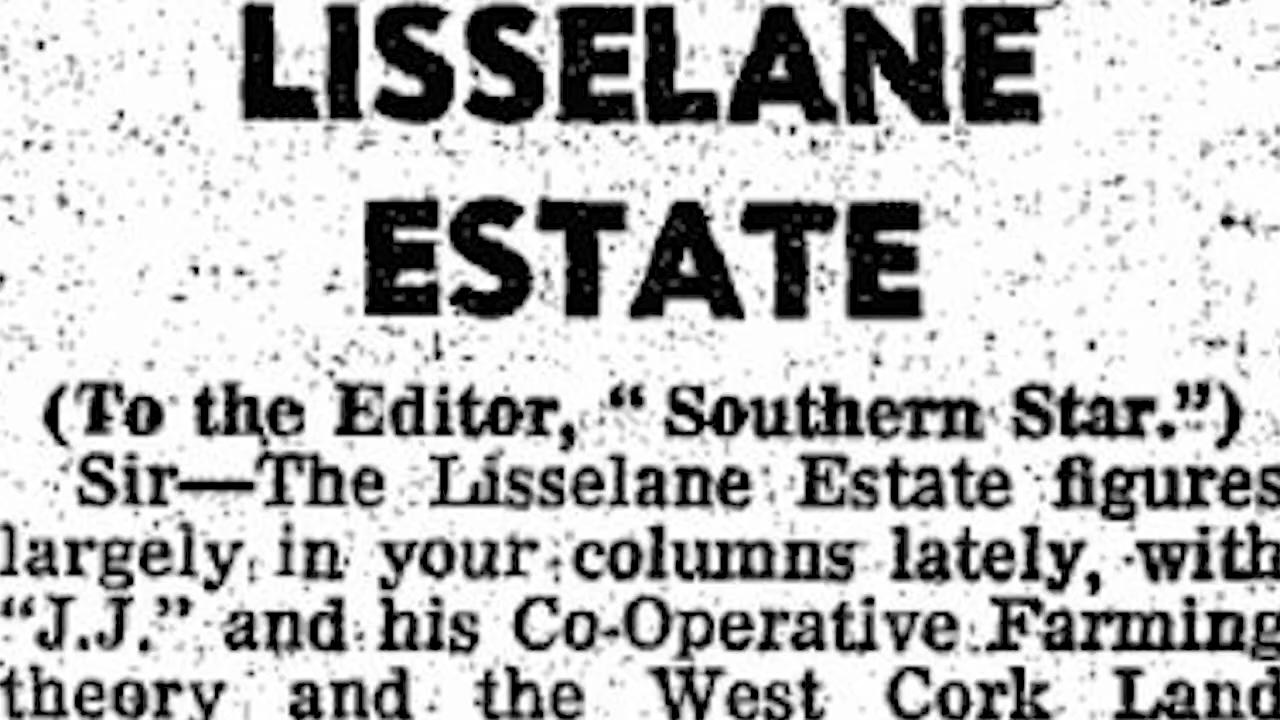 LISSELANE
ESTATE
(To the Editor, “Southern Star.”)
Sir—The Lisselane Estate figures
largely in your columns lately, with
“J.J.” and his Co-Operative Farming
theory and the West Cork Land